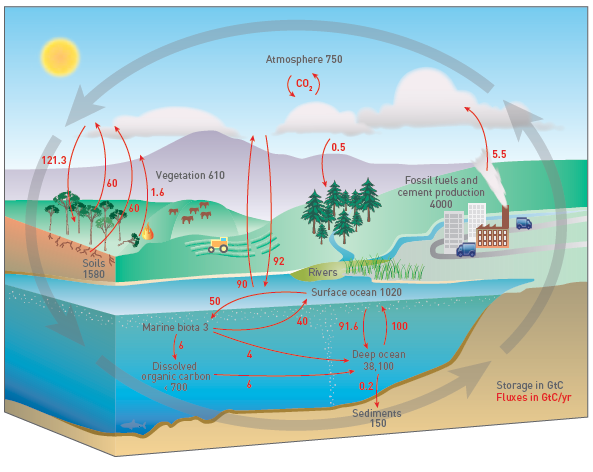 Atmosphere 750
CO2
121.3
60
60
1.6
Vegetation 610
0.5
5.5
Fossil fuels and
cement production
4000
Soils
1580
90
92
Rivers
Surface ocean 1020
50
40
Marine biota 3
91.6
100
6
4
Deep ocean
38,100
Dissolved
organic carbon
<700
6
0.2
Sediments
150
Storage in GtC
Fluxes in GtC/yr